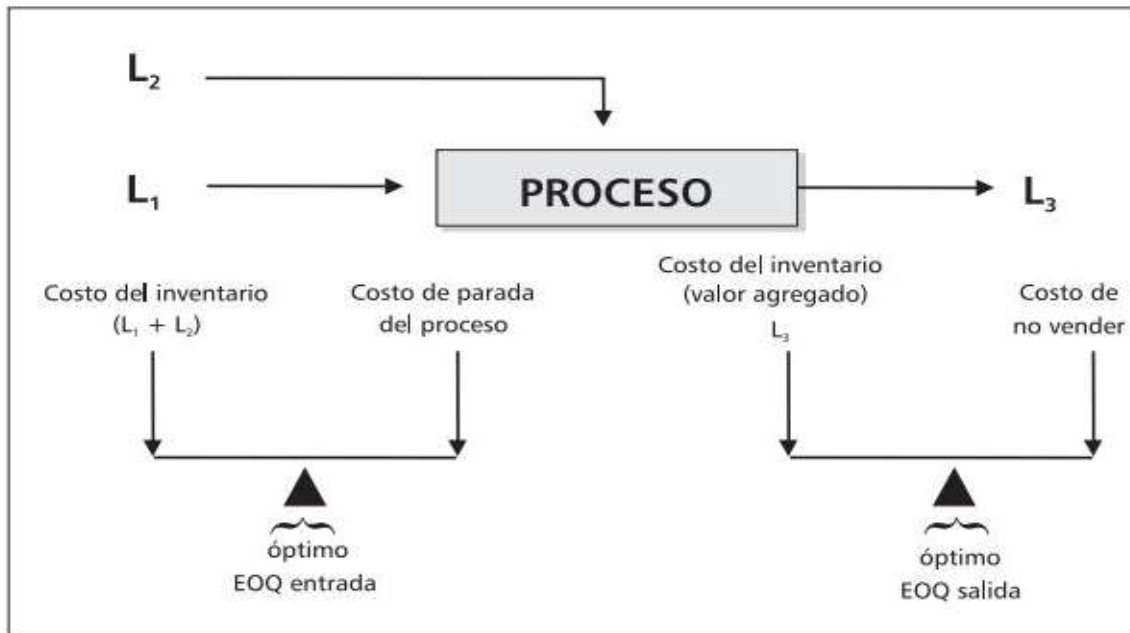 L₂
L₁
PROCESO
L₃
Costo del inventario
(L₁ + L₂)
Costo de parada
del proceso
Costo del inventario
(valor agregado)
L₃
Costo de
no vender
óptimo
EOQ entrada
óptimo
EOQ salida